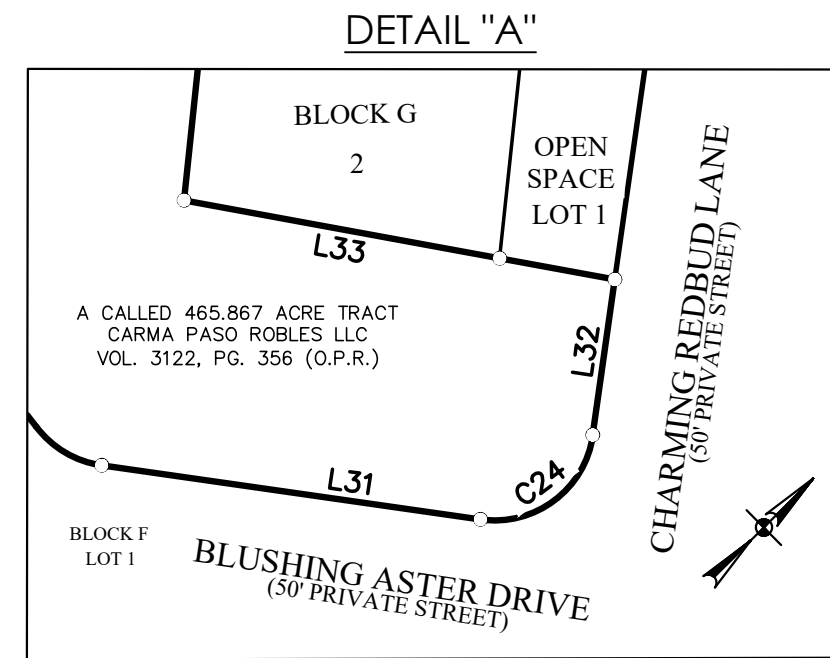 DETAIL "A"
BLOCK G
2
OPEN
SPACE
LOT 1
L33
A CALLED 465.867 ACRE TRACT
CARMA PASO ROBLES LLC
VOL. 3122, PG. 356 (O.P.R.)
L32
CHARMING REDBUD LANE
(50' PRIVATE STREET)
L31
C24
BLOCK F
LOT 1
BLUSHING ASTER DRIVE
(50' PRIVATE STREET)